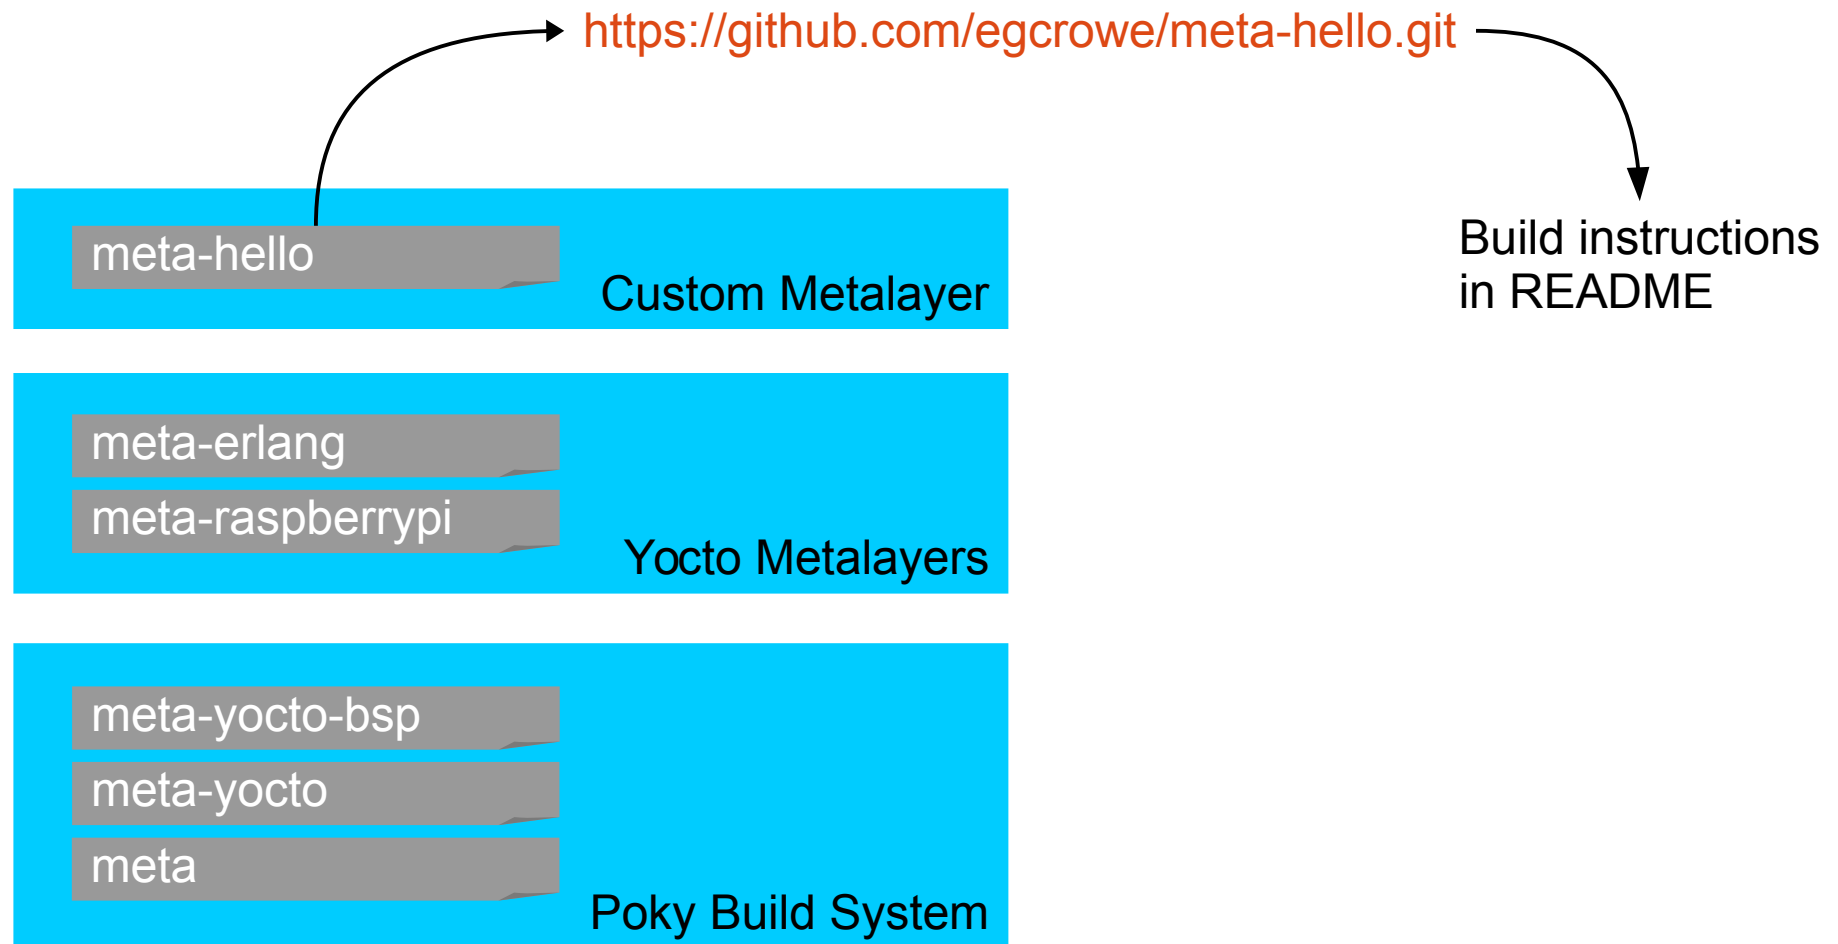 https://github.com/egcrowe/meta-hello.git
meta-hello
Custom Metalayer
Build instructions
in README
meta-erlang
meta-raspberrypi
Yocto Metalayers
meta-yocto-bsp
meta-yocto
meta
Poky Build System